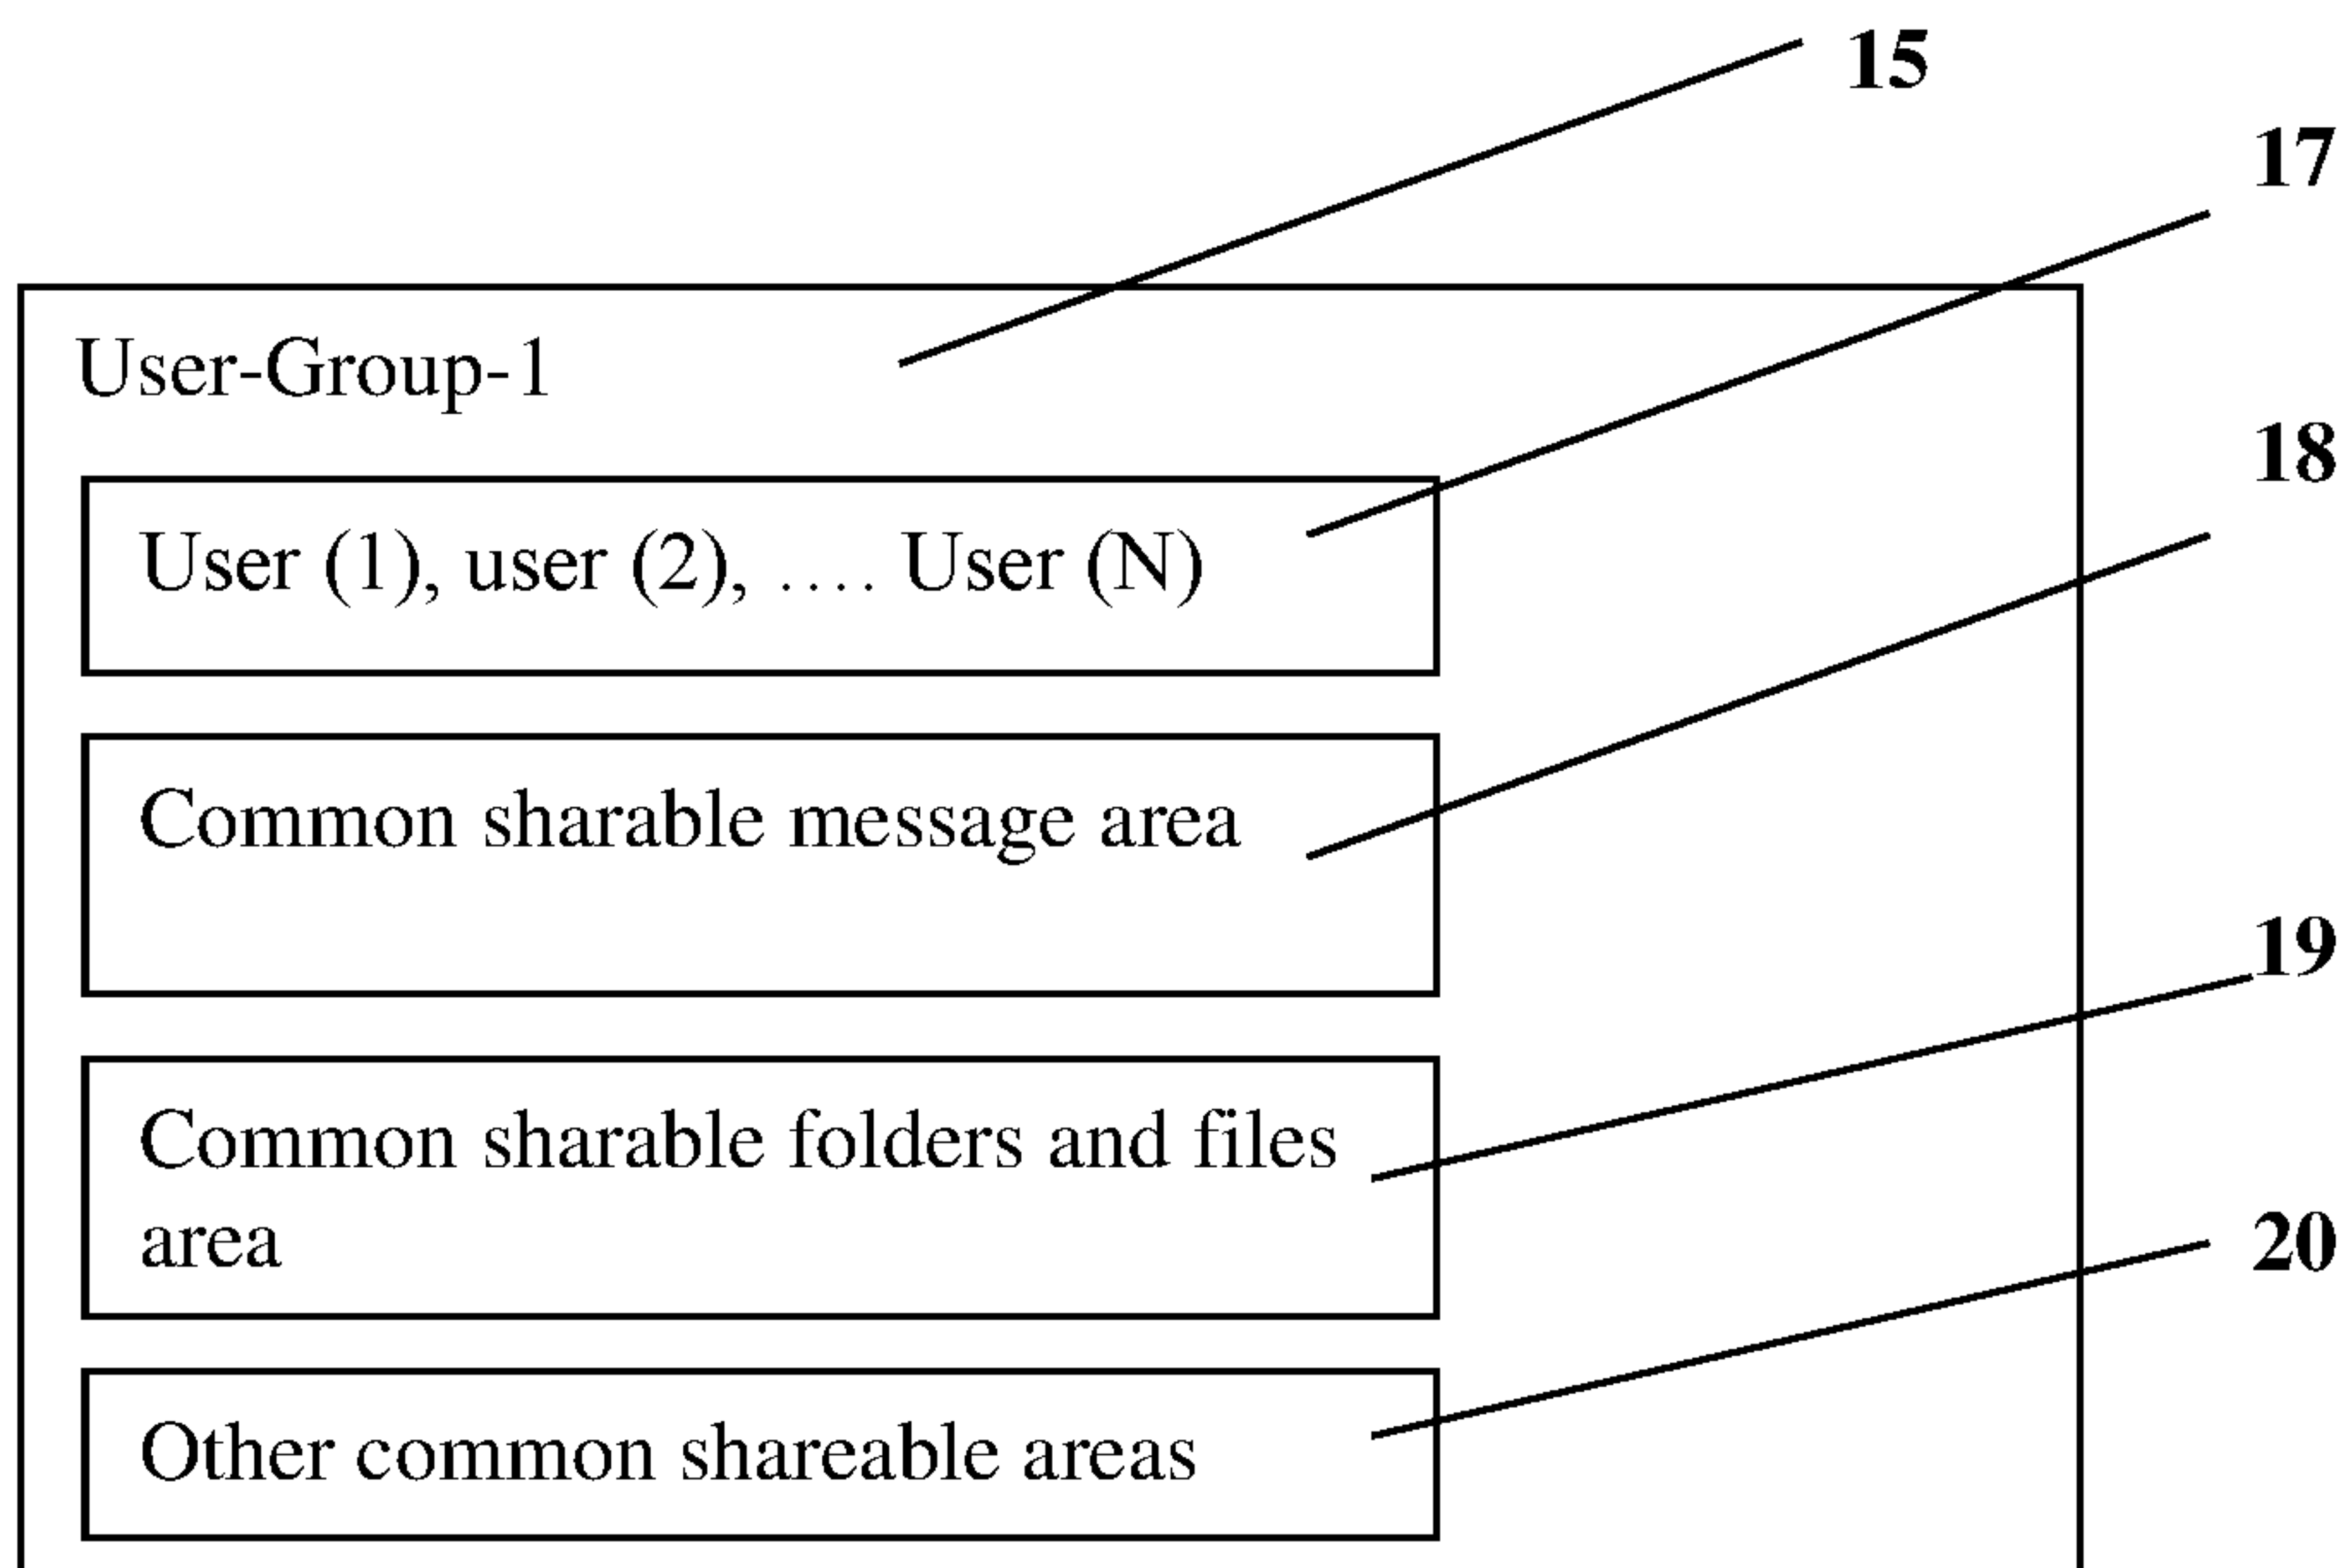 15
17
User-Group-1
18
User (1), user (2), .... User (N)
Common sharable message area
19
Common sharable folders and files
area
20
Other common shareable areas